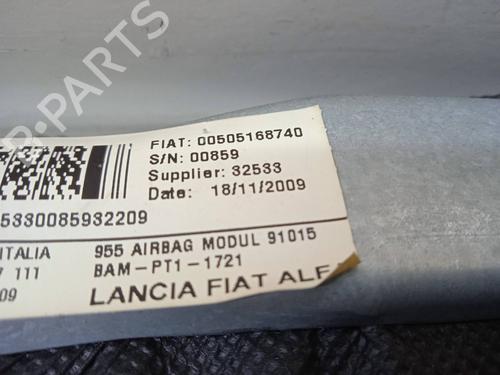 FIAT: 00505168740
S/N: 00859
Supplier: 32533
Date: 18/11/2009
5330085932209
ITALIA 955 AIRBAG MODUL 91015
111 BAM-PT1-1721
09 LANCIA FIAT ALF
B-PARTS